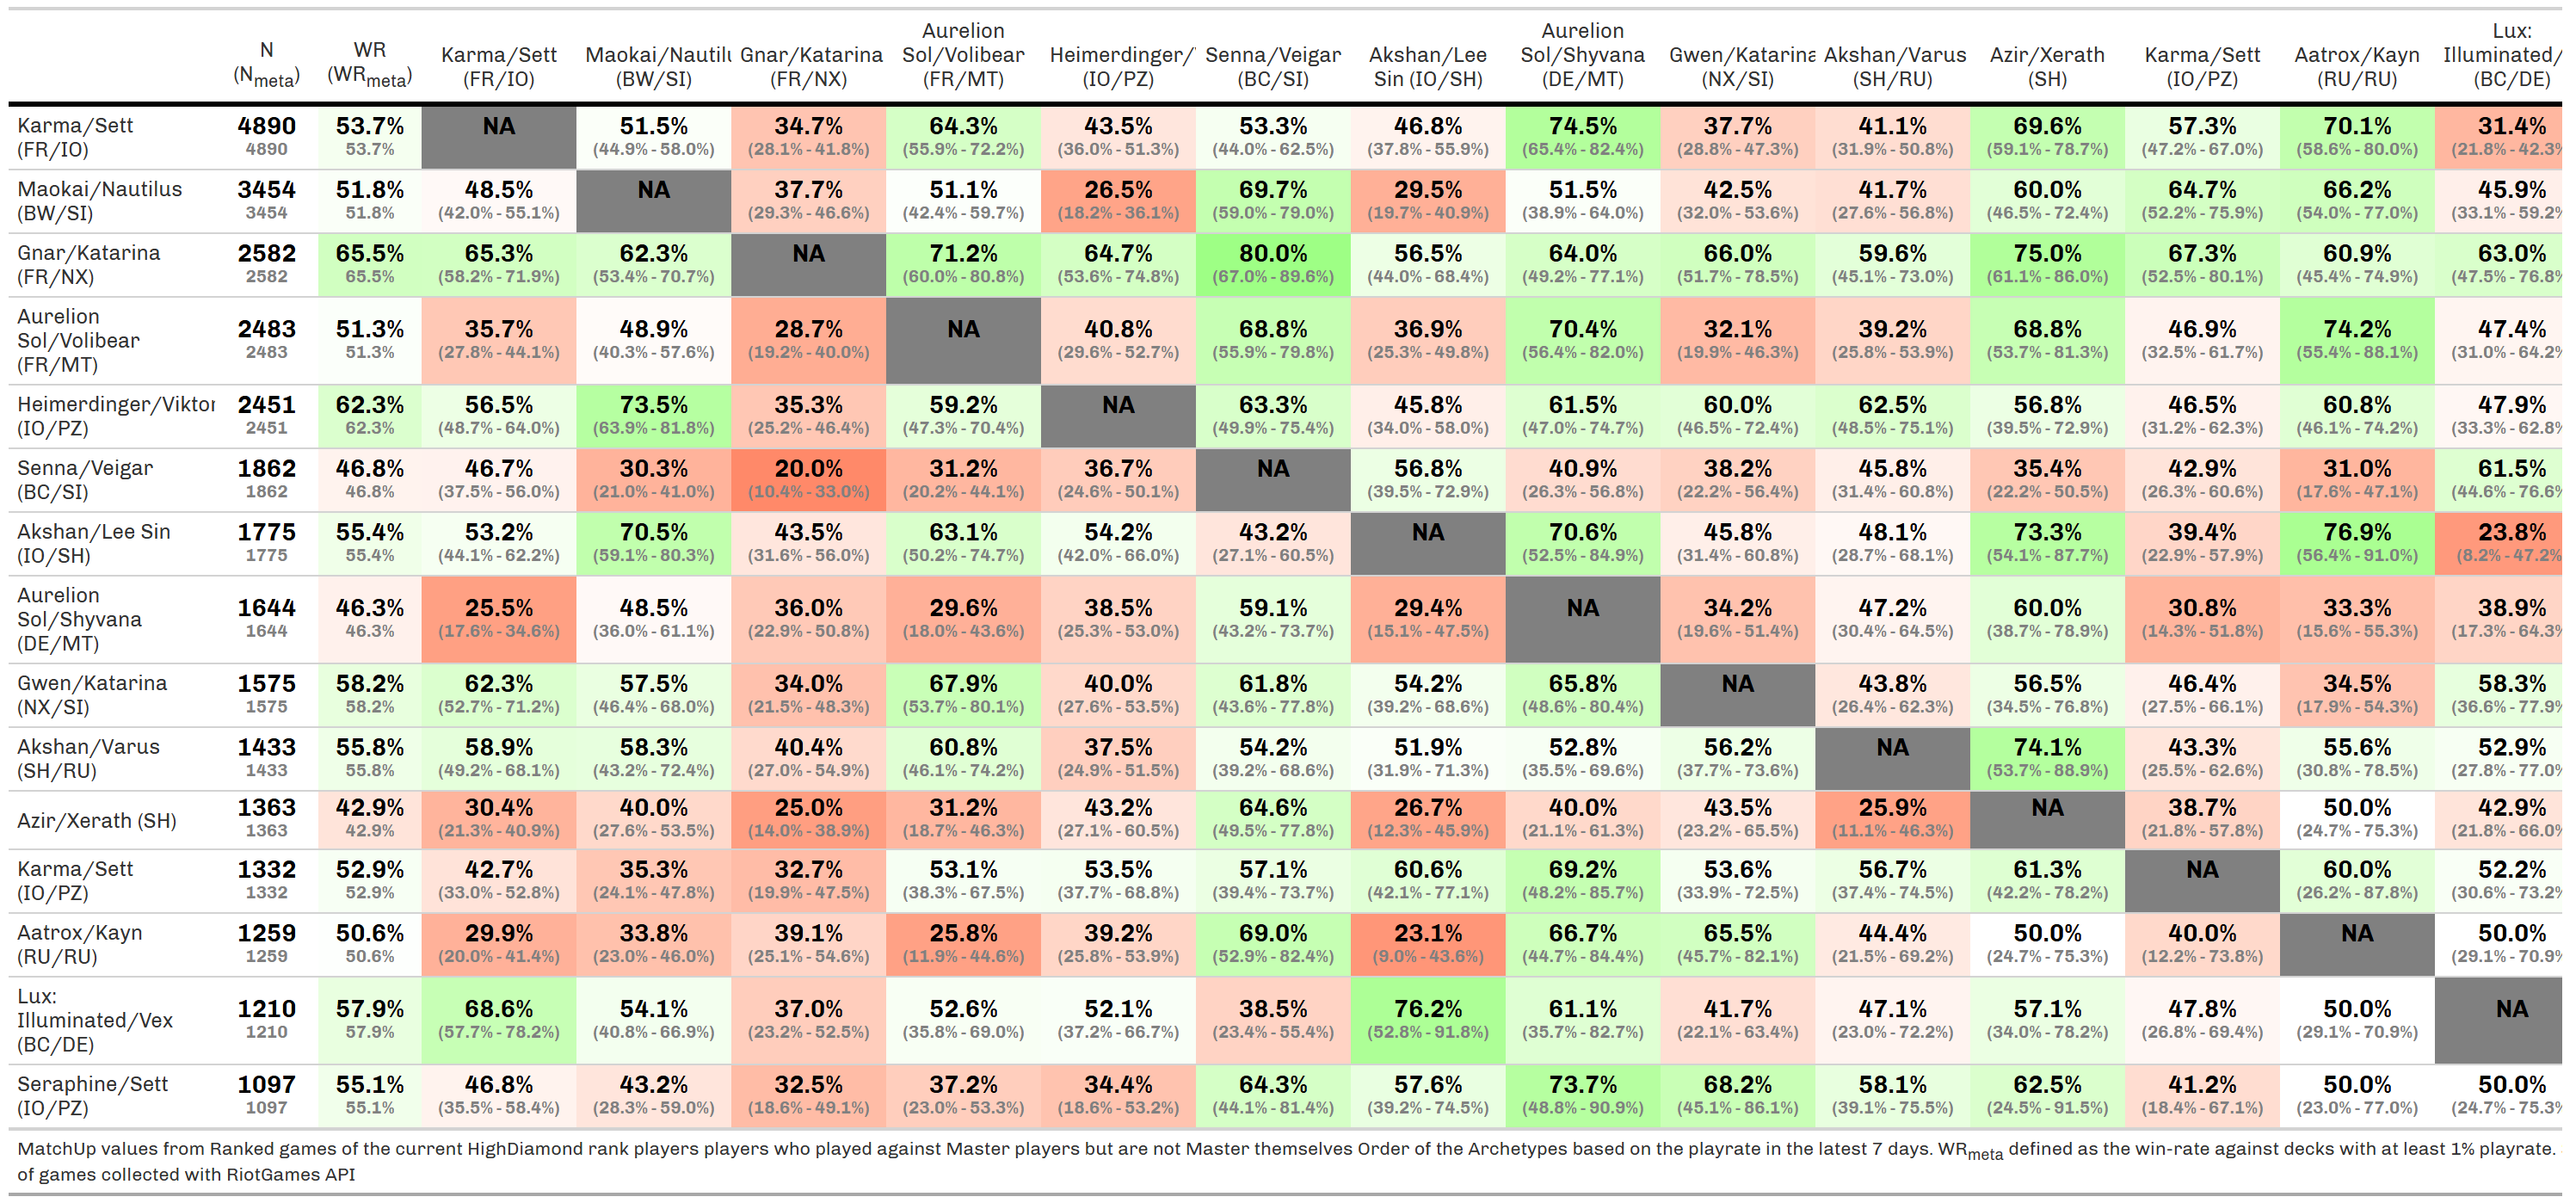 N (Nmeta) WR (WRmeta) Karma/Sett (FR/IO) Maokai/Nautilu (BW/SI) Gnar/Katarina (FR/NX) Aurelion Sol/Volibear (FR/MT) Heimerdinger/ (IO/PZ) Senna/Veigar (BC/SI) Akshan/Lee Sin (IO/SH) Aurelion Sol/Shyvana (DE/MT) Gwen/Katarina (NX/SI) Akshan/Varus (SH/RU) Azir/Xerath (SH) Karma/Sett (IO/PZ) Aatrox/Kayn (RU/RU) Lux: Illuminated/ (BC/DE)
Karma/Sett 4890 53.7% NA 51.5% 34.7% 64.3% 43.5% 53.3% 46.8% 74.5% 37.7% 41.1% 69.6% 57.3% 70.1% 31.4%
(FR/IO) 4890 53.7% (44.9% - 58.0%) (28.1% - 41.8%) (55.9% - 72.2%) (36.0% - 51.3%) (44.0% - 62.5%) (37.8% - 55.9%) (65.4% - 82.4%) (28.8% - 47.3%) (31.9% - 50.8%) (59.1% - 78.7%) (47.2% - 67.0%) (58.6% - 80.0%) (21.8% - 42.3%
Maokai/Nautilus 3454 51.8% 48.5% NA 37.7% 51.1% 26.5% 69.7% 29.5% 51.5% 42.5% 41.7% 60.0% 64.7% 66.2% 45.9%
(BW/SI) 3454 51.8% (42.0% - 55.1%) (29.3% - 46.6%) (42.4% - 59.7%) (18.2% - 36.1%) (59.0% - 79.0%) (19.7% - 40.9%) (38.9% - 64.0%) (32.0% - 53.6%) (27.6% - 56.8%) (46.5% - 72.4%) (52.2% - 75.9%) (54.0% - 77.0%) (33.1% - 59.2%
Gnar/Katarina 2582 65.5% 65.3% 62.3% NA 71.2% 64.7% 80.0% 56.5% 64.0% 66.0% 59.6% 75.0% 67.3% 60.9% 63.0%
(FR/NX) 2582 65.5% (58.2% - 71.9%) (53.4% - 70.7%) (60.0% - 80.8%) (53.6% - 74.8%) (67.0% - 89.6%) (44.0% - 68.4%) (49.2% - 77.1%) (51.7% - 78.5%) (45.1% - 73.0%) (61.1% - 86.0%) (52.5% - 80.1%) (45.4% - 74.9%) (47.5% - 76.8%
Aurelion
Sol/Volibear 2483 51.3% 35.7% 48.9% 28.7% NA 40.8% 68.8% 36.9% 70.4% 32.1% 39.2% 68.8% 46.9% 74.2% 47.4%
(FR/MT) 2483 51.3% (27.8% - 44.1%) (40.3% - 57.6%) (19.2% - 40.0%) (29.6% - 52.7%) (55.9% - 79.8%) (25.3% - 49.8%) (56.4% - 82.0%) (19.9% - 46.3%) (25.8% - 53.9%) (53.7% - 81.3%) (32.5% - 61.7%) (55.4% - 88.1%) (31.0% - 64.2%
Heimerdinger/Viktor 2451 62.3% 56.5% 73.5% 35.3% 59.2% NA 63.3% 45.8% 61.5% 60.0% 62.5% 56.8% 46.5% 60.8% 47.9%
(IO/PZ) 2451 62.3% (48.7% - 64.0%) (63.9% - 81.8%) (25.2% - 46.4%) (47.3% - 70.4%) (49.9% - 75.4%) (34.0% - 58.0%) (47.0% - 74.7%) (46.5% - 72.4%) (48.5% - 75.1%) (39.5% - 72.9%) (31.2% - 62.3%) (46.1% - 74.2%) (33.3% - 62.8%
Senna/Veigar 1862 46.8% 46.7% 30.3% 20.0% 31.2% 36.7% NA 56.8% 40.9% 38.2% 45.8% 35.4% 42.9% 31.0% 61.5%
(BC/SI) 1862 46.8% (37.5% - 56.0%) (21.0% - 41.0%) (10.4% - 33.0%) (20.2% - 44.1%) (24.6% - 50.1%) (39.5% - 72.9%) (26.3% - 56.8%) (22.2% - 56.4%) (31.4% - 60.8%) (22.2% - 50.5%) (26.3% - 60.6%) (17.6% - 47.1%) (44.6% - 76.6%
Akshan/Lee Sin 1775 55.4% 53.2% 70.5% 43.5% 63.1% 54.2% 43.2% NA 70.6% 45.8% 48.1% 73.3% 39.4% 76.9% 23.8%
(IO/SH) 1775 55.4% (44.1% - 62.2%) (59.1% - 80.3%) (31.6% - 56.0%) (50.2% - 74.7%) (42.0% - 66.0%) (27.1% - 60.5%) (52.5% - 84.9%) (31.4% - 60.8%) (28.7% - 68.1%) (54.1% - 87.7%) (22.9% - 57.9%) (56.4% - 91.0%) (8.2% - 47.2%
Aurelion
Sol/Shyvana 1644 46.3% 25.5% 48.5% 36.0% 29.6% 38.5% 59.1% 29.4% NA 34.2% 47.2% 60.0% 30.8% 33.3% 38.9%
(DE/MT) 1644 46.3% (17.6% - 34.6%) (36.0% - 61.1%) (22.9% - 50.8%) (18.0% - 43.6%) (25.3% - 53.0%) (43.2% - 73.7%) (15.1% - 47.5%) (19.6% - 51.4%) (30.4% - 64.5%) (38.7% - 78.9%) (14.3% - 51.8%) (15.6% - 55.3%) (17.3% - 64.3%
Gwen/Katarina 1575 58.2% 62.3% 57.5% 34.0% 67.9% 40.0% 61.8% 54.2% 65.8% NA 43.8% 56.5% 46.4% 34.5% 58.3%
(NX/SI) 1575 58.2% (52.7% - 71.2%) (46.4% - 68.0%) (21.5% - 48.3%) (53.7% - 80.1%) (27.6% - 53.5%) (43.6% - 77.8%) (39.2% - 68.6%) (48.6% - 80.4%) (26.4% - 62.3%) (34.5% - 76.8%) (27.5% - 66.1%) (17.9% - 54.3%) (36.6% - 77.9%
Akshan/Varus 1433 55.8% 58.9% 58.3% 40.4% 60.8% 37.5% 54.2% 51.9% 52.8% 56.2% NA 74.1% 43.3% 55.6% 52.9%
(SH/RU) 1433 55.8% (49.2% - 68.1%) (43.2% - 72.4%) (27.0% - 54.9%) (46.1% - 74.2%) (24.9% - 51.5%) (39.2% - 68.6%) (31.9% - 71.3%) (35.5% - 69.6%) (37.7% - 73.6%) (53.7% - 88.9%) (25.5% - 62.6%) (30.8% - 78.5%) (27.8% - 77.0%
Azir/Xerath (SH) 1363 42.9% 30.4% 40.0% 25.0% 31.2% 43.2% 64.6% 26.7% 40.0% 43.5% 25.9% NA 38.7% 50.0% 42.9%
1363 42.9% (21.3% - 40.9%) (27.6% - 53.5%) (14.0% - 38.9%) (18.7% - 46.3%) (27.1% - 60.5%) (49.5% - 77.8%) (12.3% - 45.9%) (21.1% - 61.3%) (23.2% - 65.5%) (11.1% - 46.3%) (21.8% - 57.8%) (24.7% - 75.3%) (21.8% - 66.0%
Karma/Sett 1332 52.9% 42.7% 35.3% 32.7% 53.1% 53.5% 57.1% 60.6% 69.2% 53.6% 56.7% 61.3% NA 60.0% 52.2%
(IO/PZ) 1332 52.9% (33.0% - 52.8%) (24.1% - 47.8%) (19.9% - 47.5%) (38.3% - 67.5%) (37.7% - 68.8%) (39.4% - 73.7%) (42.1% - 77.1%) (48.2% - 85.7%) (33.9% - 72.5%) (37.4% - 74.5%) (42.2% - 78.2%) (26.2% - 87.8%) (30.6% - 73.2%
Aatrox/Kayn 1259 50.6% 29.9% 33.8% 39.1% 25.8% 39.2% 69.0% 23.1% 66.7% 65.5% 44.4% 50.0% 40.0% NA 50.0%
(RU/RU) 1259 50.6% (20.0% - 41.4%) (23.0% - 46.0%) (25.1% - 54.6%) (11.9% - 44.6%) (25.8% - 53.9%) (52.9% - 82.4%) (9.0% - 43.6%) (44.7% - 84.4%) (45.7% - 82.1%) (21.5% - 69.2%) (24.7% - 75.3%) (12.2% - 73.8%) (29.1% - 70.9%
Lux:
Illuminated/Vex 1210 57.9% 68.6% 54.1% 37.0% 52.6% 52.1% 38.5% 76.2% 61.1% 41.7% 47.1% 57.1% 47.8% 50.0% NA
(BC/DE) 1210 57.9% (57.7% - 78.2%) (40.8% - 66.9%) (23.2% - 52.5%) (35.8% - 69.0%) (37.2% - 66.7%) (23.4% - 55.4%) (52.8% - 91.8%) (35.7% - 82.7%) (22.1% - 63.4%) (23.0% - 72.2%) (34.0% - 78.2%) (26.8% - 69.4%) (29.1% - 70.9%)
Seraphine/Sett 1097 55.1% 46.8% 43.2% 32.5% 37.2% 34.4% 64.3% 57.6% 73.7% 68.2% 58.1% 62.5% 41.2% 50.0% 50.0%
(IO/PZ) 1097 55.1% (35.5% - 58.4%) (28.3% - 59.0%) (18.6% - 49.1%) (23.0% - 53.3%) (18.6% - 53.2%) (44.1% - 81.4%) (39.2% - 74.5%) (48.8% - 90.9%) (45.1% - 86.1%) (39.1% - 75.5%) (24.5% - 91.5%) (18.4% - 67.1%) (23.0% - 77.0%) (24.7% - 75.3%
MatchUp values from Ranked games of the current HighDiamond rank players players who played against Master players but are not Master themselves Order of the Archetypes based on the playrate in the latest 7 days. WRmeta defined as the win-rate against decks with at least 1% playrate.
of games collected with RiotGames API